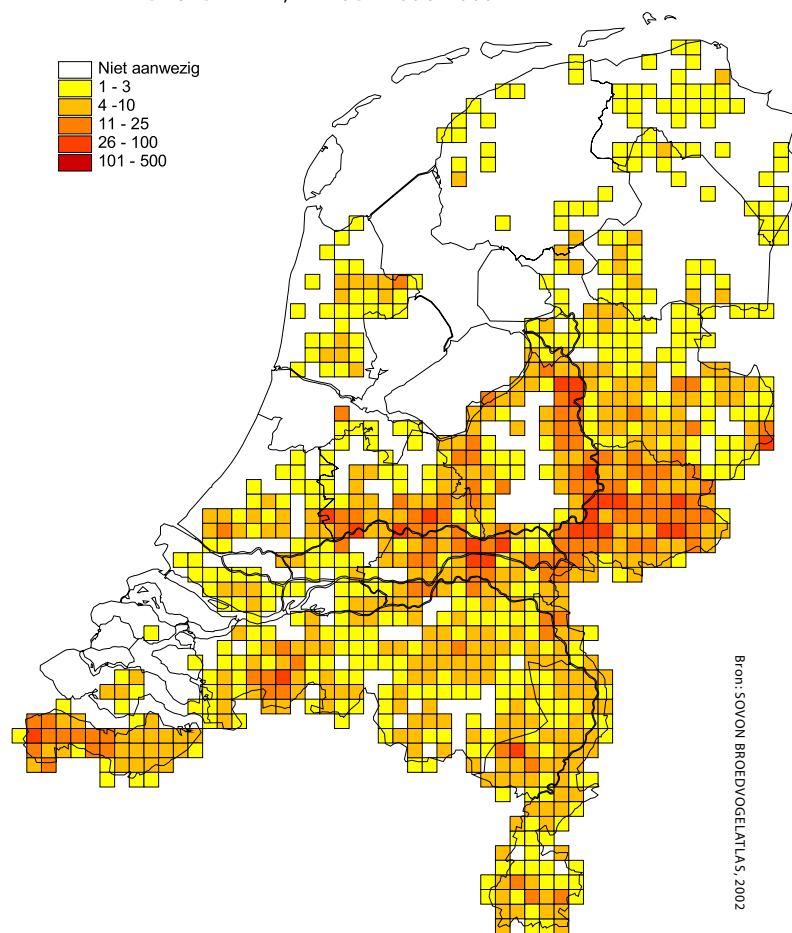 Niet aanwezig
1 - 3
4 -10
11 - 25
26 - 100
101 - 500
Bron: SOVON BROEDVOGELATLAS, 2002